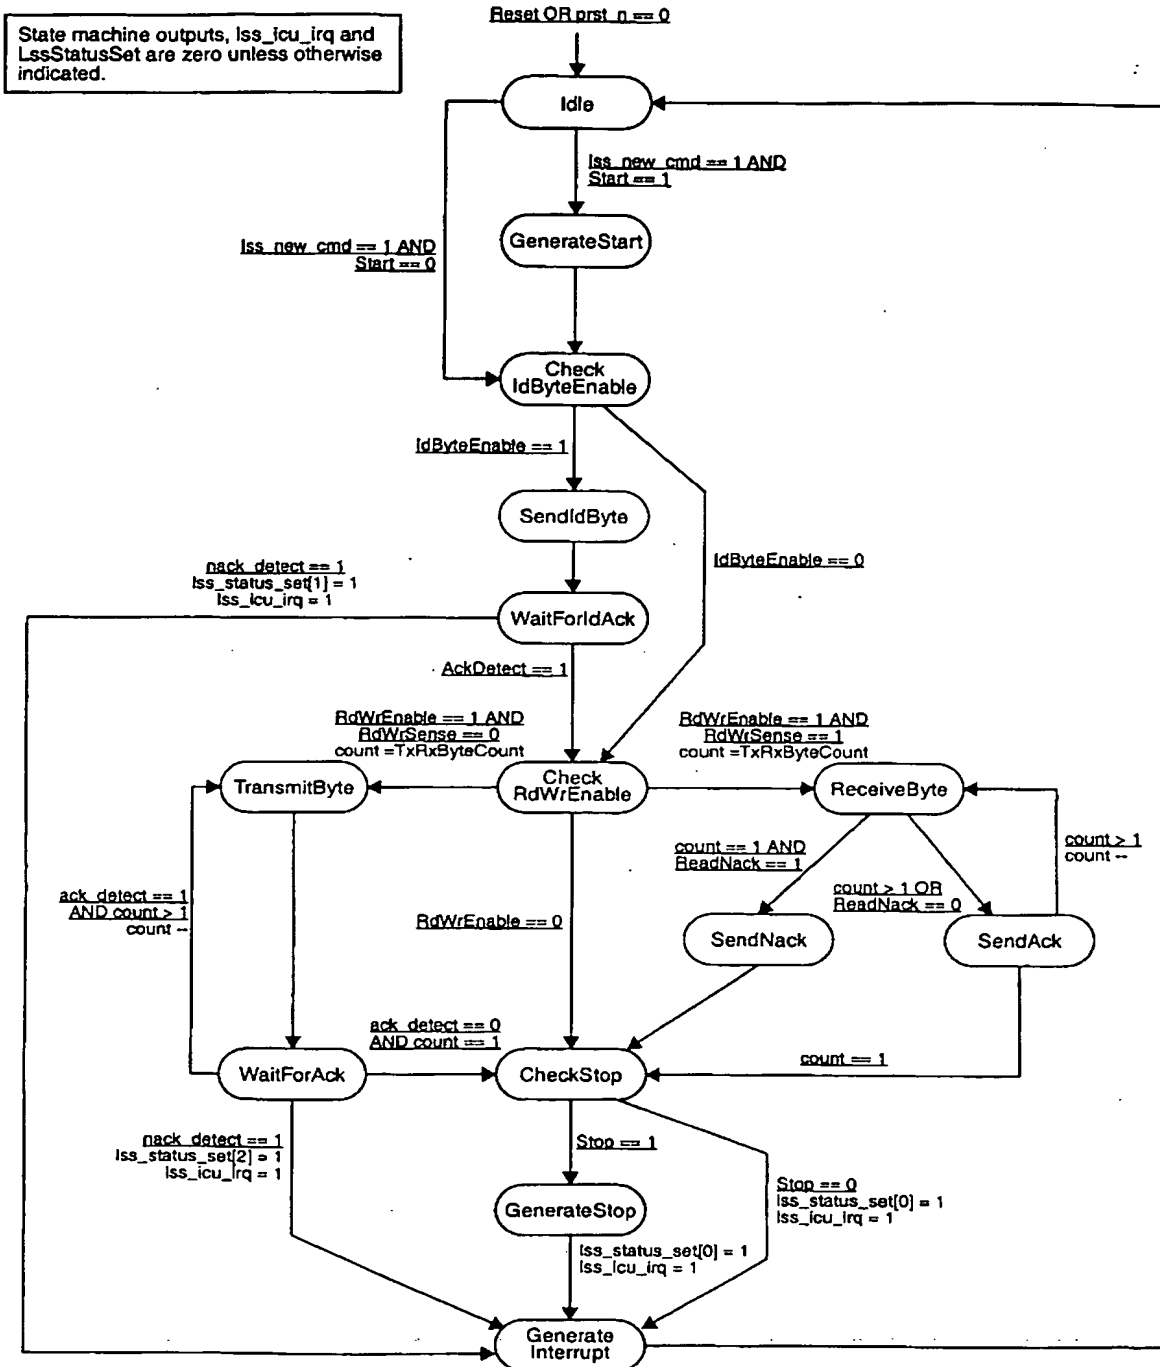 Reset OR prst_n == 0
State machine outputs, lss_icu_irq and
LssStatusSet are zero unless otherwise
indicated.
Idle
lss_new_cmd == 1 AND
Start == 1
GenerateStart
lss_new_cmd == 1 AND
Start == 0
Check
IdByteEnable
IdByteEnable == 1
SendIdByte
IdByteEnable == 0
nack_detect == 1
lss_status_set[1] = 1
lss_icu_irq = 1
WaitForIdAck
AckDetect == 1
RdWrEnable == 1 AND
RdWrSense == 0
count =TxRxByteCount
RdWrEnable == 1 AND
RdWrSense == 1
count =TxRxByteCount
TransmitByte
Check
RdWrEnable
ReceiveByte
count == 1 AND
ReadNack == 1
count > 1
count --
count > 1 OR
ReadNack == 0
ack_detect == 1
AND count > 1
count --
RdWrEnable == 0
SendNack
SendAck
ack_detect == 0
AND count == 1
count == 1
WaitForAck
CheckStop
nack_detect == 1
lss_status_set[2] = 1
lss_icu_irq = 1
Stop == 1
Stop == 0
lss_status_set[0] = 1
lss_icu_irq = 1
GenerateStop
lss_status_set[0] = 1
lss_icu_irq = 1
Generate
Interrupt